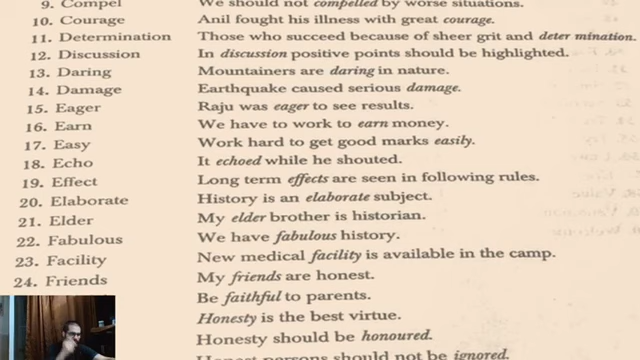 9. Compel We should not compelled by worse situations.
10. Courage Anil fought his illness with great courage.
11. Determination Those who succeed because of sheer grit and deter mination.
12. Discussion In discussion positive points should be highlighted.
13. Daring Mountainers are daring in nature.
14. Damage Earthquake caused serious damage.
15. Eager Raju was eager to see results.
16. Earn We have to work to earn money.
17. Easy Work hard to get good marks easily.
18. Echo It echoed while he shouted.
19. Effect Long term effects are seen in following rules.
20. Elaborate History is an elaborate subject.
21. Elder My elder brother is historian.
22. Fabulous We have fabulous history.
23. Facility New medical facility is available in the camp.
24. Friends My friends are honest.
Be faithful to parents.
Honesty is the best virtue.
Honesty should be honoured.
Honest persons should not be ignored.